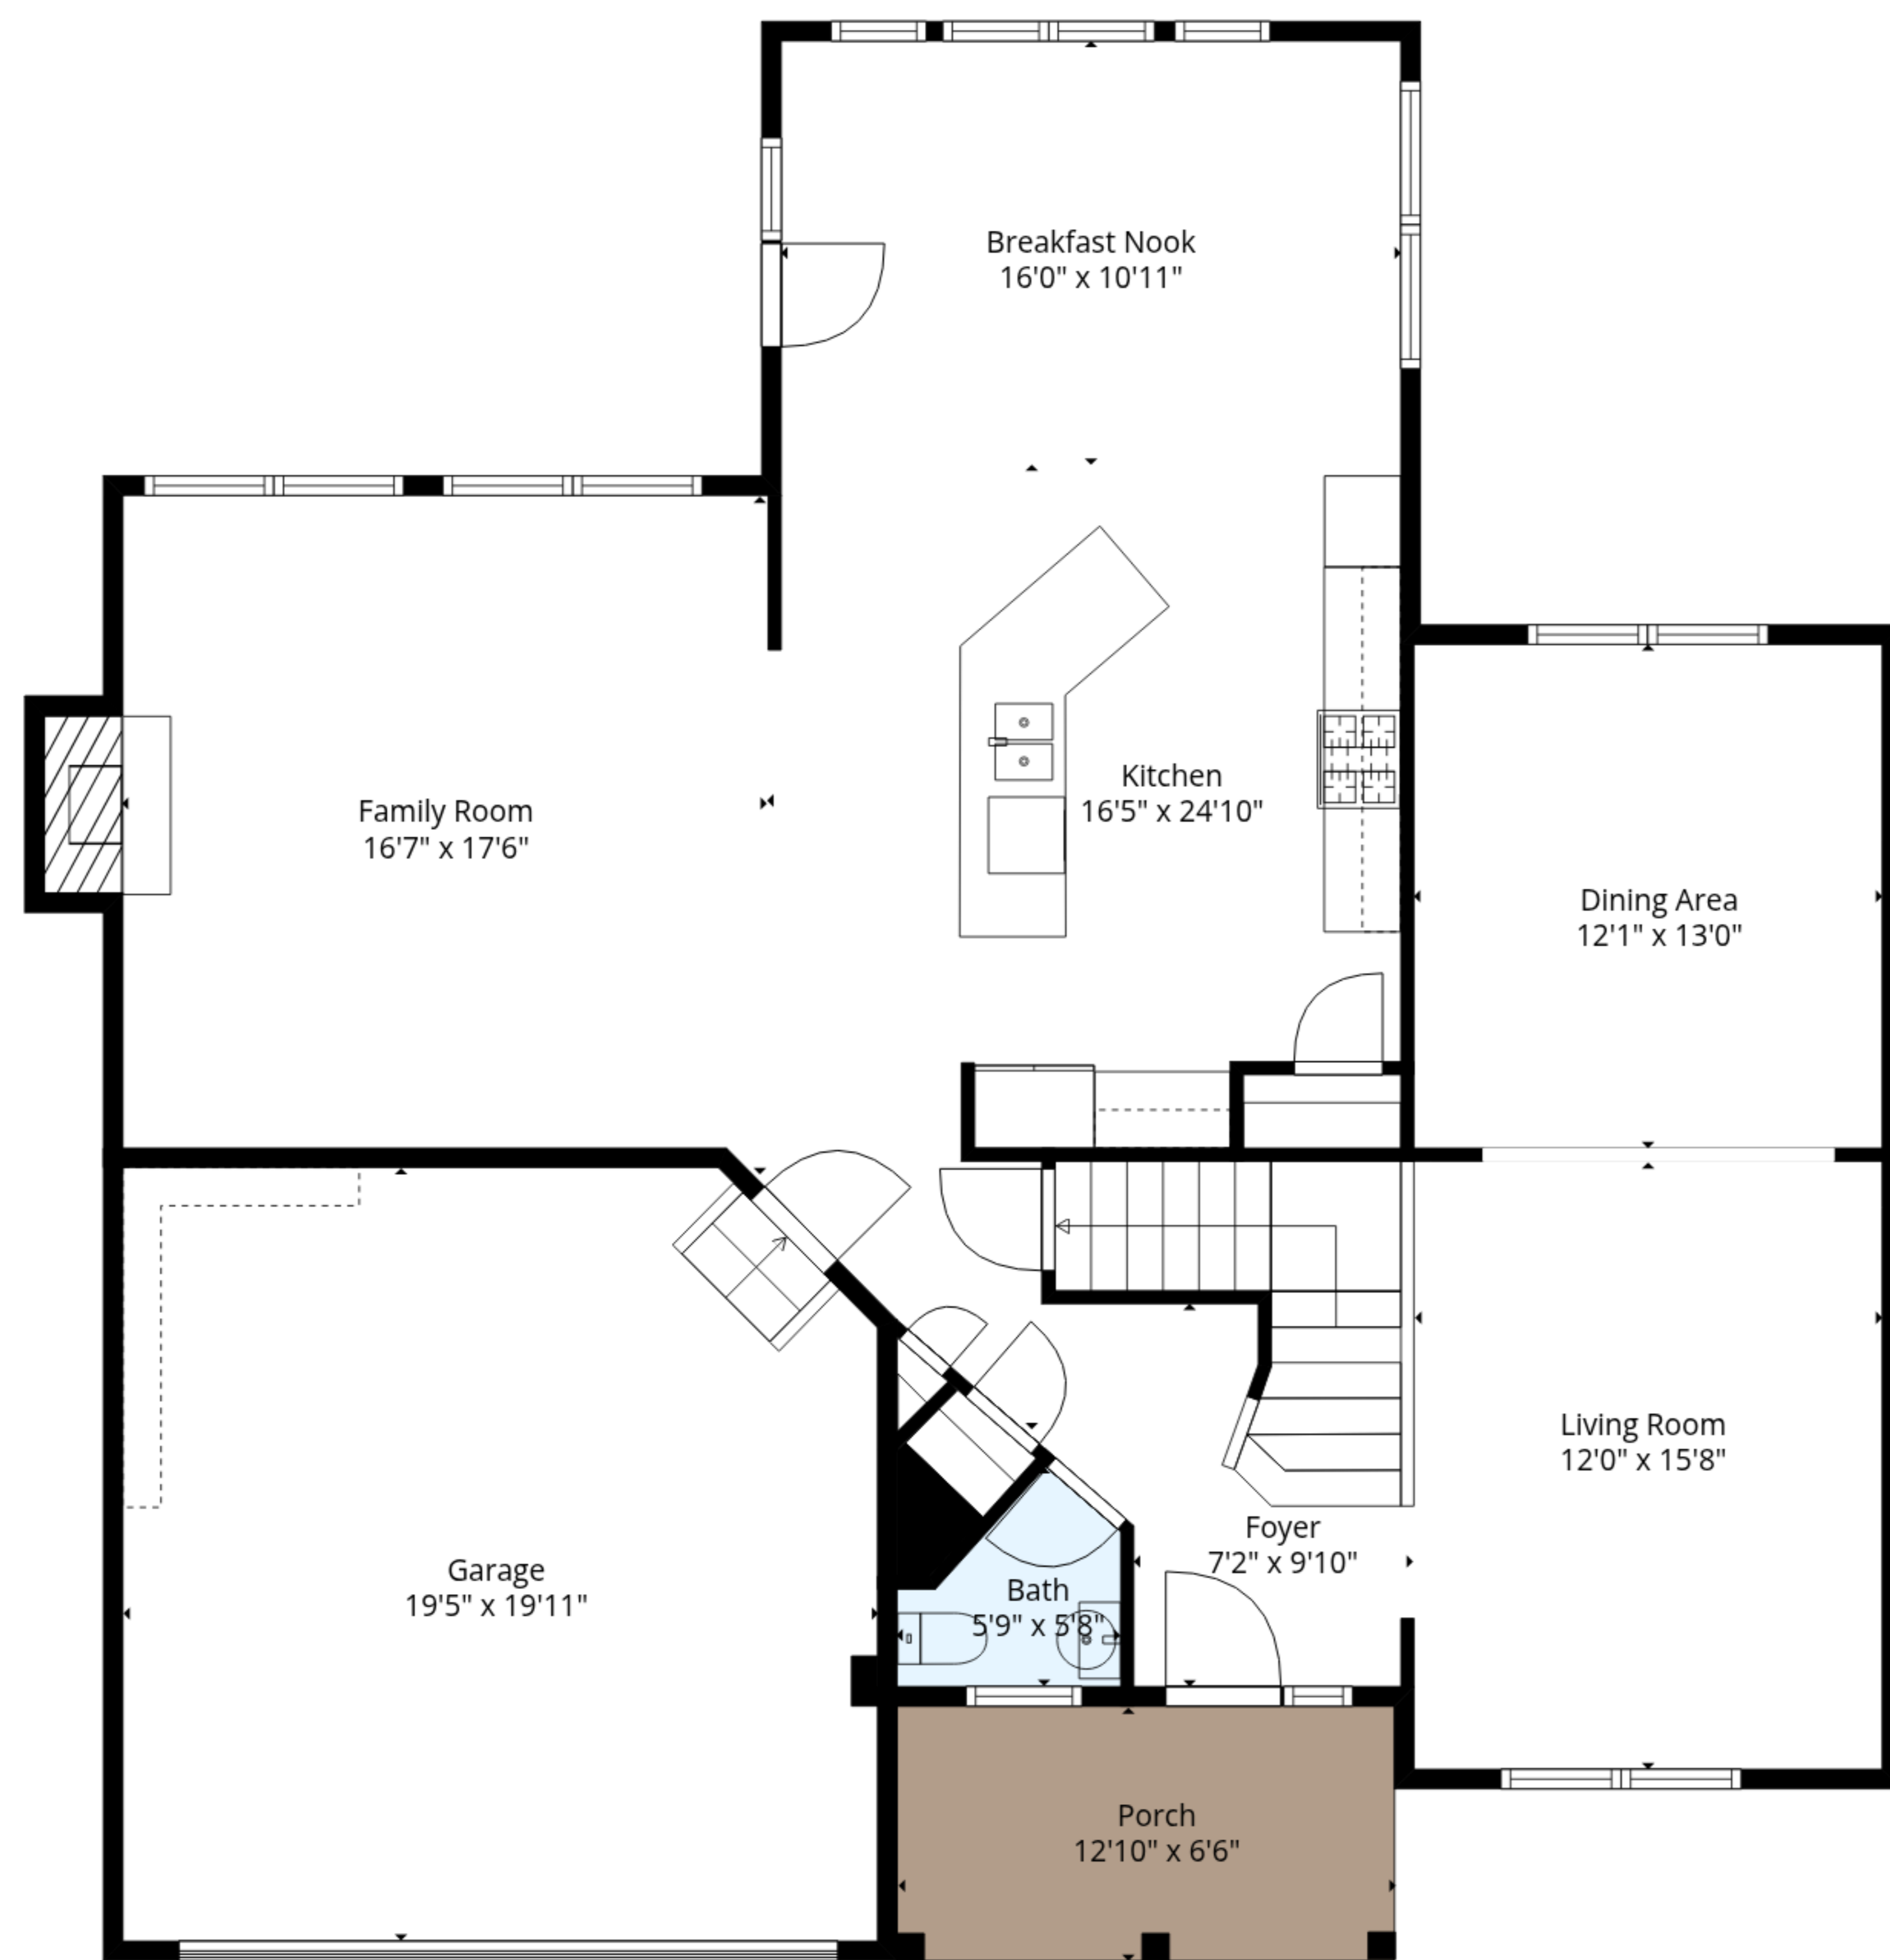 Breakfast Nook
16'0" x 10'11"
Kitchen
16'5" x 24'10"
Family Room
16'7" x 17'6"
Dining Area
12'1" x 13'0"
Living Room
12'0" x 15'8"
Foyer
7'2" x 9'10"
Garage
19'5" x 19'11"
Bath
5'9" x 5'8"
Porch
12'10" x 6'6"